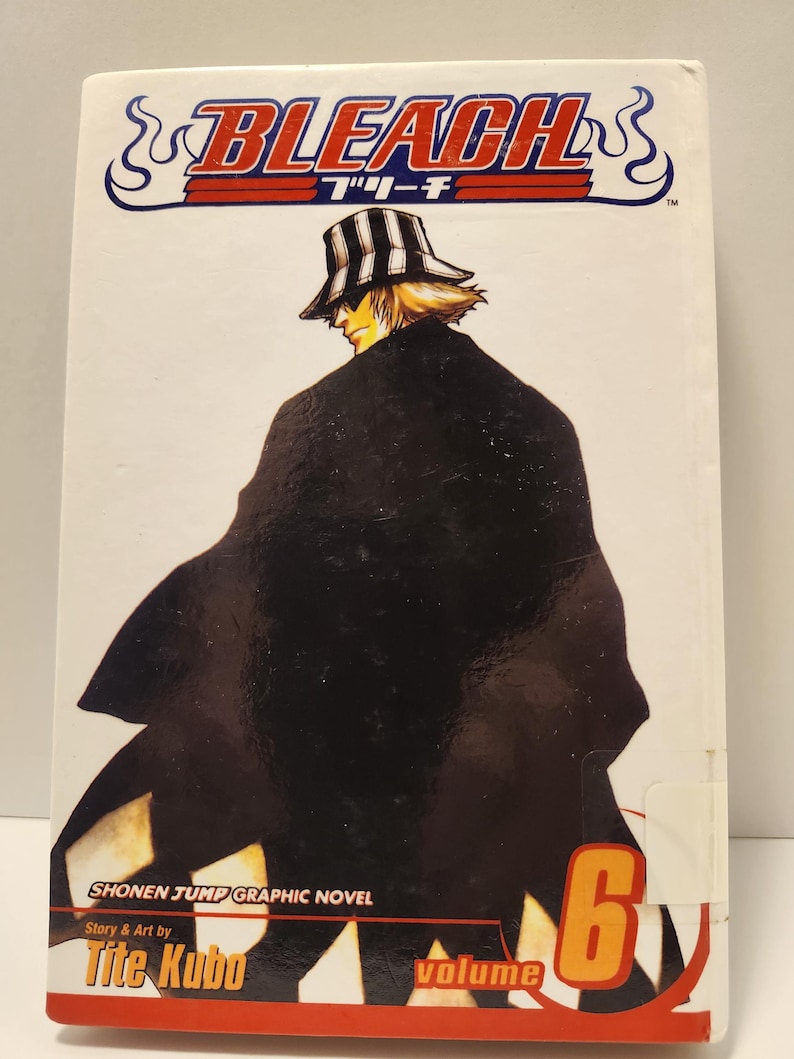 BLEACH
ブリーチ
TM
SHONEN JUMP GRAPHIC NOVEL
Story & Art by
Tite Kubo
volume 6